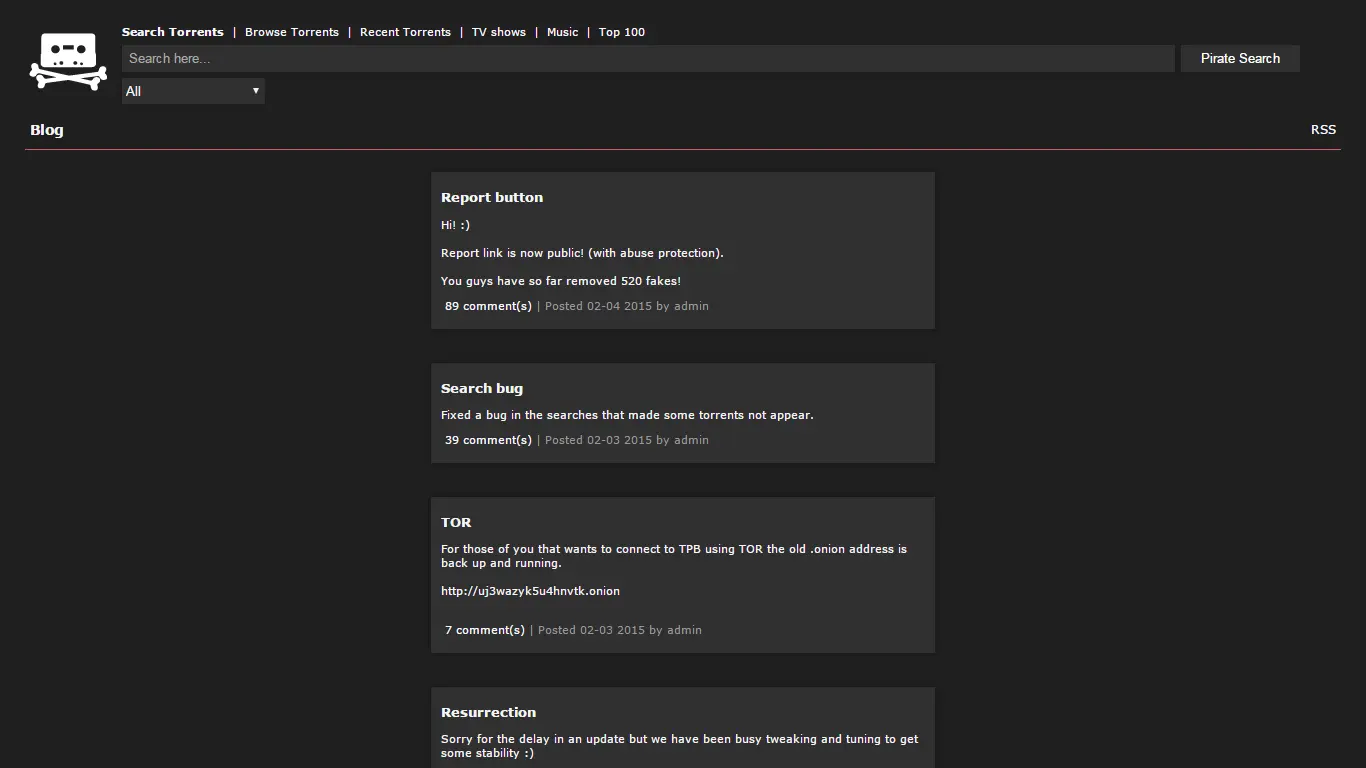 Search Torrents | Browse Torrents | Recent Torrents | TV shows | Music | Top 100
Search here...
Pirate Search
All
Blog
RSS
Report button
Hi! :)
Report link is now public! (with abuse protection).
You guys have so far removed 520 fakes!
89 comment(s) | Posted 02-04 2015 by admin
Search bug
Fixed a bug in the searches that made some torrents not appear.
39 comment(s) | Posted 02-03 2015 by admin
TOR
For those of you that wants to connect to TPB using TOR the old .onion address is
back up and running.
http://uj3wazyk5u4hnvtk.onion
7 comment(s) | Posted 02-03 2015 by admin
Resurrection
Sorry for the delay in an update but we have been busy tweaking and tuning to get
some stability :)